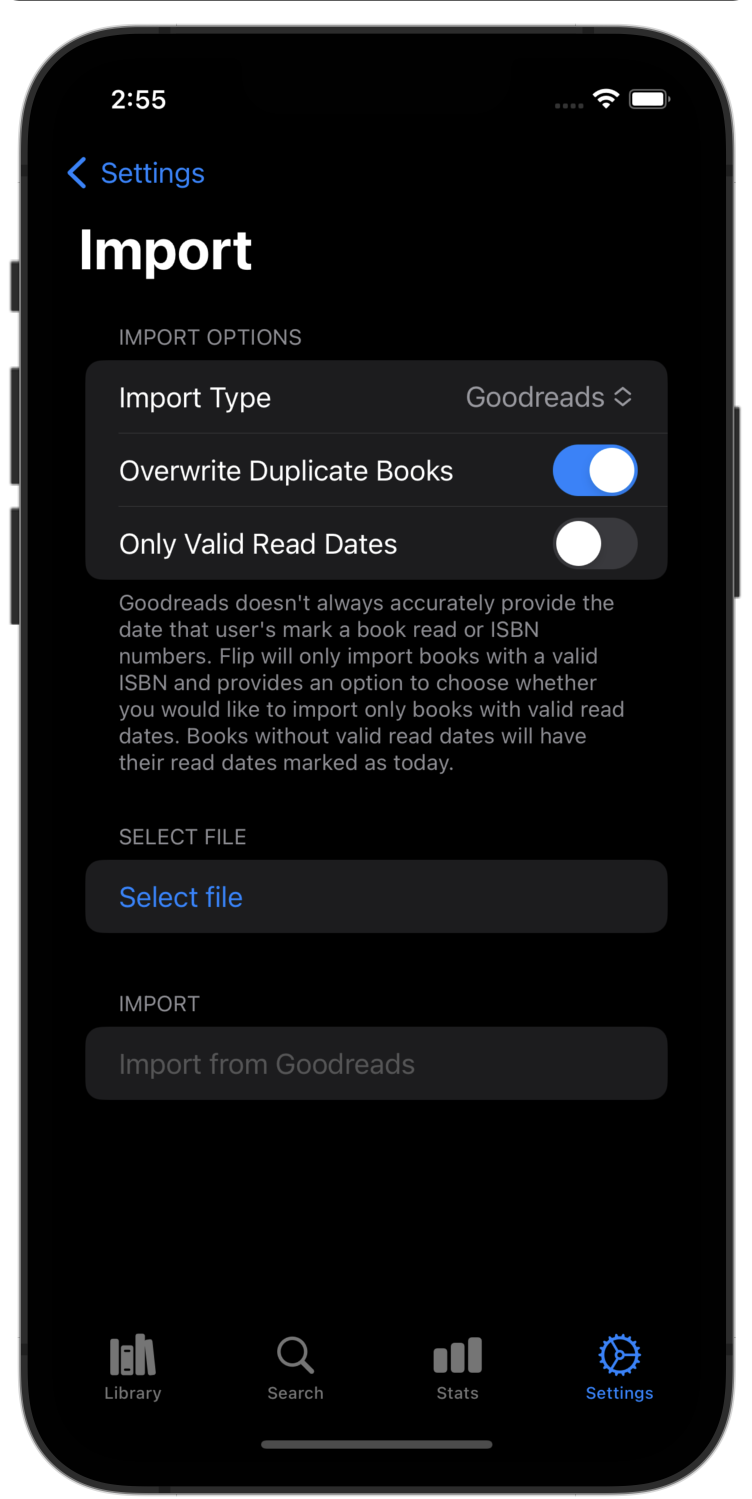 2:55
Settings
Import
IMPORT OPTIONS
Import Type Goodreads
Overwrite Duplicate Books
Only Valid Read Dates
Goodreads doesn't always accurately provide the
date that user's mark a book read or ISBN
numbers. Flip will only import books with a valid
ISBN and provides an option to choose whether
you would like to import only books with valid read
dates. Books without valid read dates will have
their read dates marked as today.
SELECT FILE
Select file
IMPORT
Import from Goodreads
Library Search Stats Settings